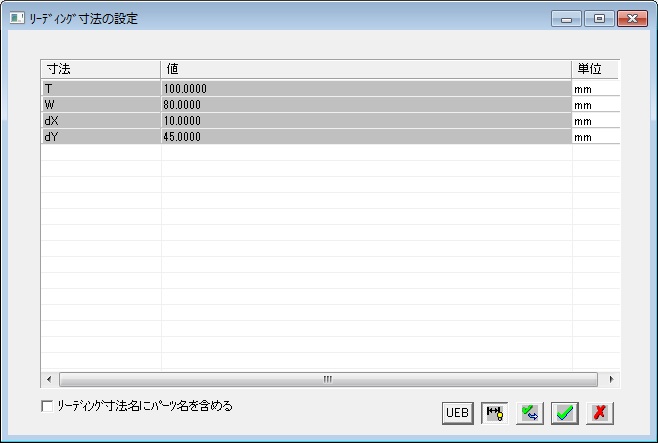 ﾘｰﾃﾞｨﾝｸﾞ寸法の設定
寸法 値 単位
T 100.0000 mm
W 80.0000 mm
dX 10.0000 mm
dY 45.0000 mm
ﾘｰﾃﾞｨﾝｸﾞ寸法名にﾊﾟｰﾂ名を含める
UEB